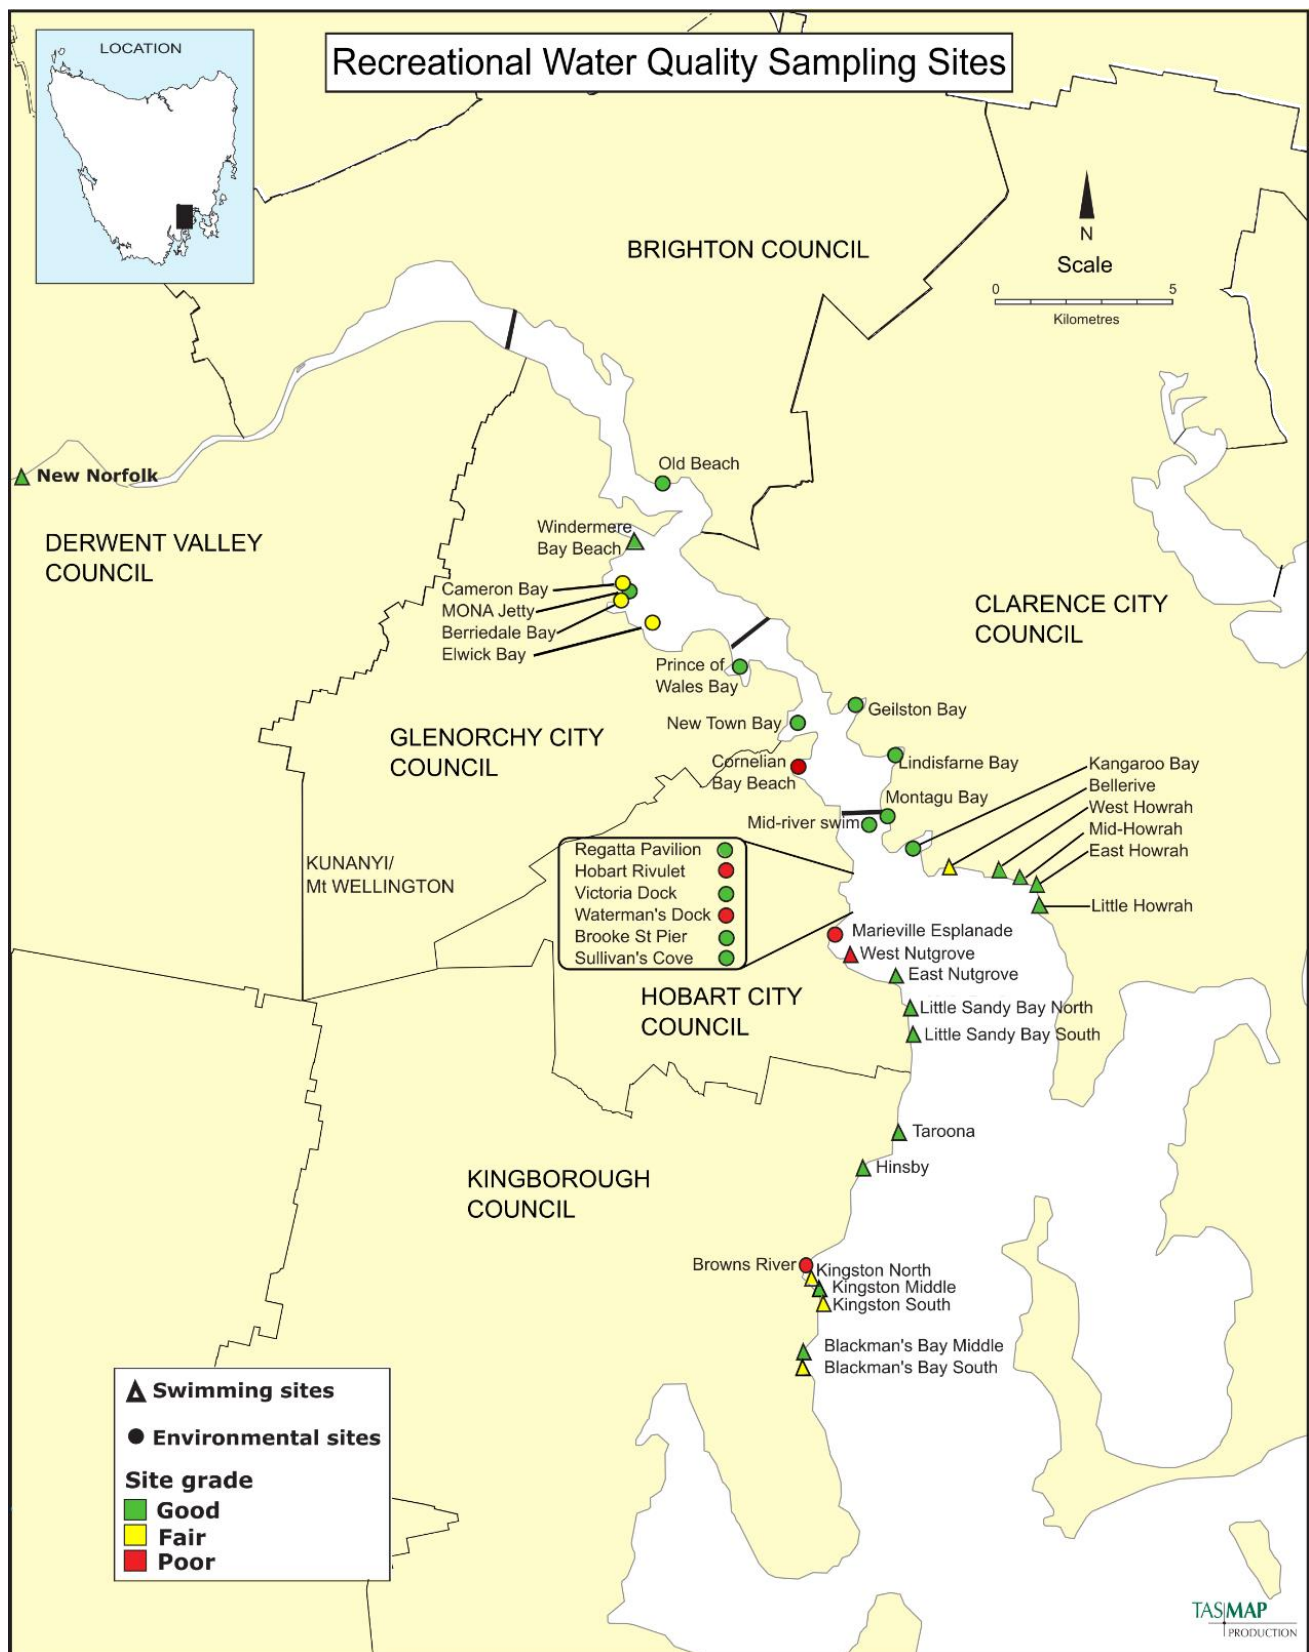 LOCATION
Recreational Water Quality Sampling Sites
BRIGHTON COUNCIL
N
Scale
0 5
Kilometres
Old Beach
New Norfolk
Windermere
Bay Beach
DERWENT VALLEY
COUNCIL
Cameron Bay
MONA Jetty
Berriedale Bay
Elwick Bay
CLARENCE CITY
COUNCIL
Prince of
Wales Bay
Geilston Bay
New Town Bay
GLENORCHY CITY
COUNCIL
Cornelian
Bay Beach
Lindisfarne Bay
Kangaroo Bay
Bellerive
West Howrah
Mid-Howrah
East Howrah
Little Howrah
Montagu Bay
Mid-river swim
KUNANYI/
Mt WELLINGTON
Regatta Pavilion
Hobart Rivulet
Victoria Dock
Waterman's Dock
Brooke St Pier
Sullivan's Cove
Marieville Esplanade
West Nutgrove
East Nutgrove
HOBART CITY
COUNCIL
Little Sandy Bay North
Little Sandy Bay South
Taroona
Hinsby
KINGBOROUGH
COUNCIL
Browns River
Kingston North
Kingston Middle
Kingston South
Blackman's Bay Middle
Blackman's Bay South
Swimming sites
Environmental sites
Site grade
Good
Fair
Poor
TASMAP
PRODUCTION